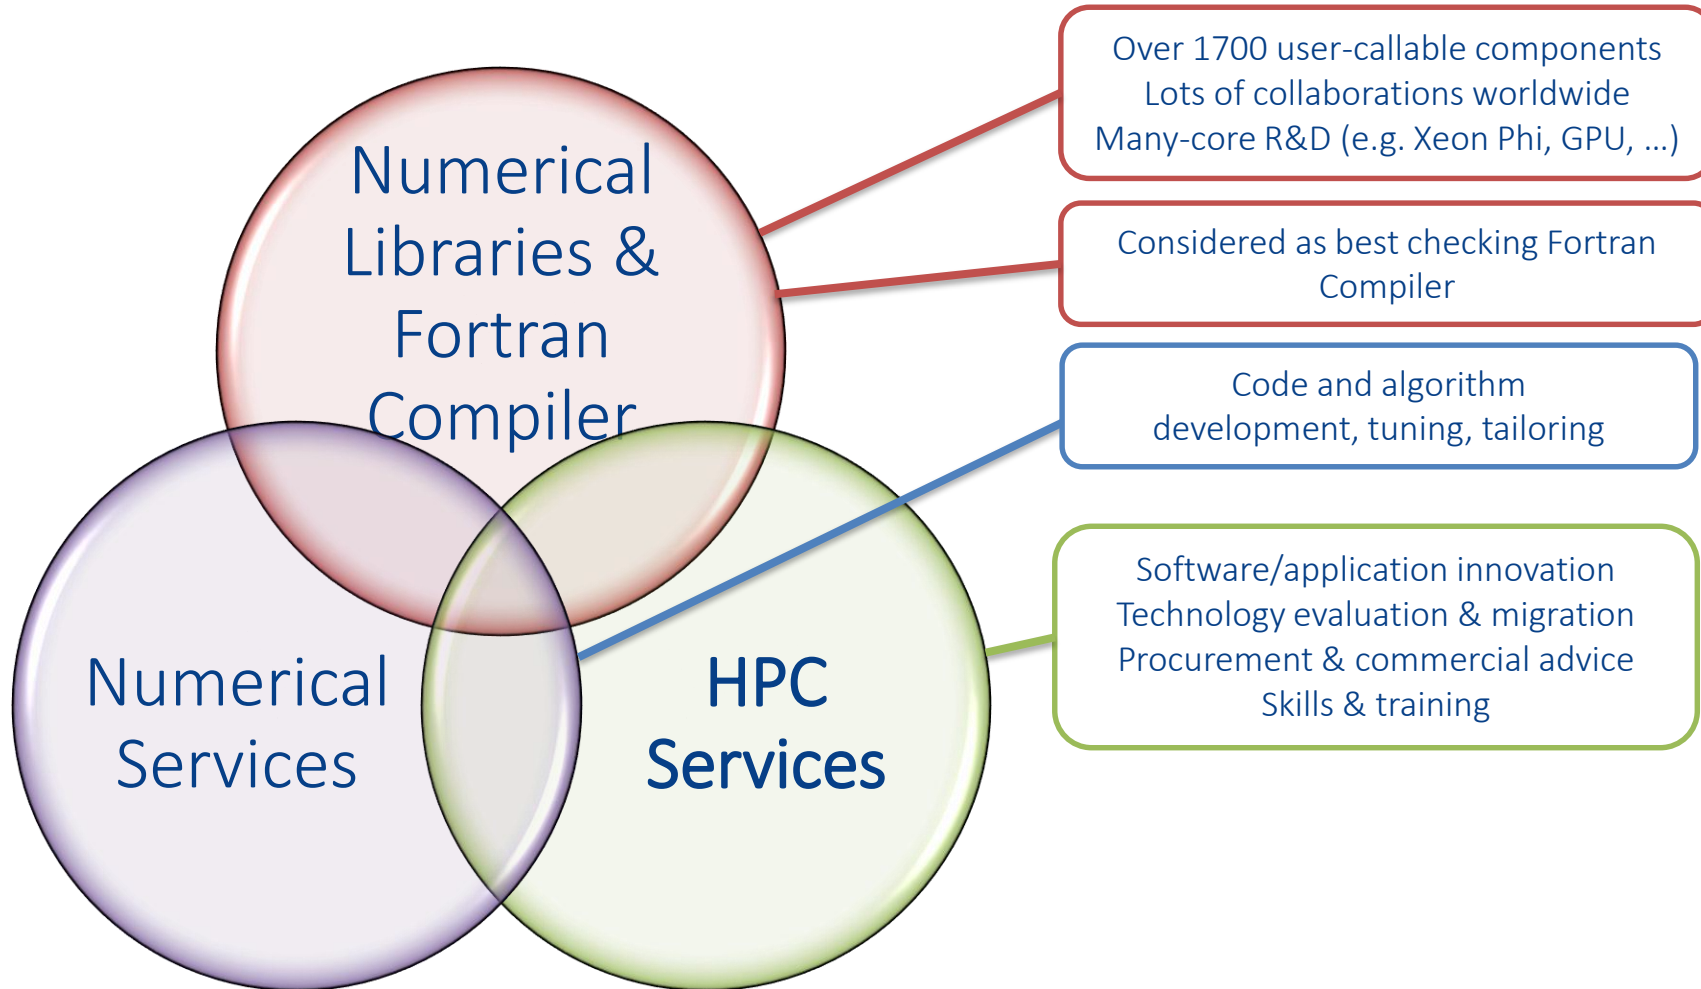 Numerical
Libraries &
Fortran
Compiler
Numerical
Services
HPC
Services
Over 1700 user-callable components
Lots of collaborations worldwide
Many-core R&D (e.g. Xeon Phi, GPU, ...)
Considered as best checking Fortran
Compiler
Code and algorithm
development, tuning, tailoring
Software/application innovation
Technology evaluation & migration
Procurement & commercial advice
Skills & training